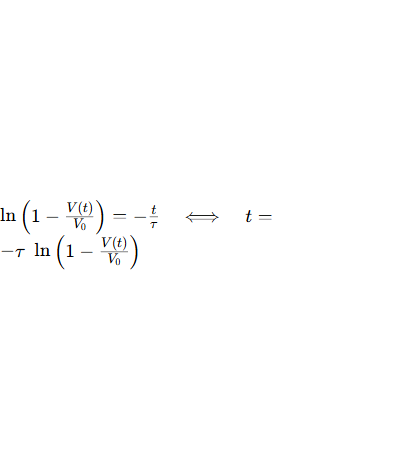 ln(1 − V(t)/V₀) = −t/τ ⟺ t =
−τ ln(1 − V(t)/V₀)